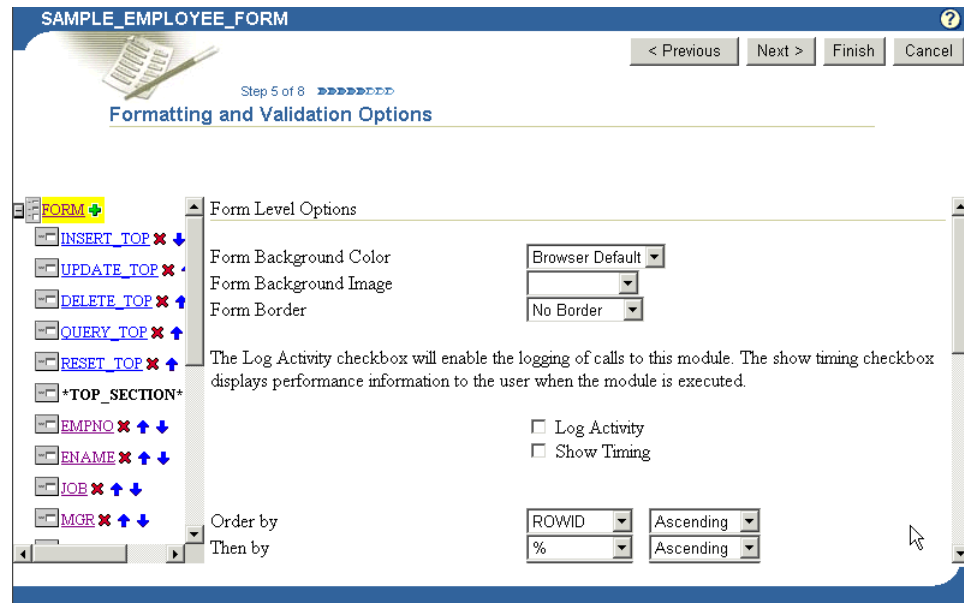 SAMPLE_EMPLOYEE_FORM
?
< Previous
Next >
Finish
Cancel
Step 5 of 8
Formatting and Validation Options
FORM
INSERT_TOP
UPDATE_TOP
DELETE_TOP
QUERY_TOP
RESET_TOP
*TOP_SECTION*
EMPNO
ENAME
JOB
MGR
Form Level Options
Form Background Color Browser Default
Form Background Image
Form Border No Border
The Log Activity checkbox will enable the logging of calls to this module. The show timing checkbox
displays performance information to the user when the module is executed.
Log Activity
Show Timing
Order by ROWID Ascending
Then by % Ascending